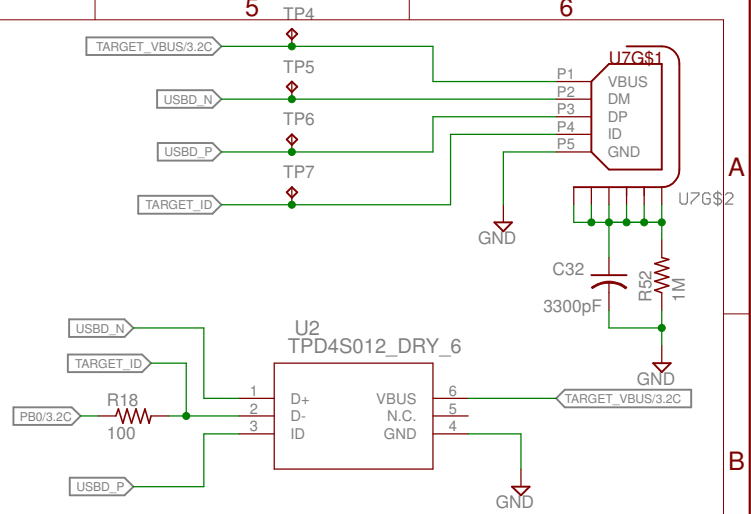 5
6
TP4
TARGET_VBUS/3.2C
U7G$1
TP5
P1
VBUS
USBD_N
P2
DM
TP6
P3
DP
P4
ID
USBD_P
P5
GND
TP7
A
TARGET_ID
U7G$2
GND
C32
R52
1M
3300pF
USBD_N
U2
TPD4S012_DRY_6
TARGET_ID
GND
R18
1
D+
VBUS
6
TARGET_VBUS/3.2C
PB0/3.2C
2
D-
N.C.
5
100
3
ID
GND
4
B
USBD_P
GND